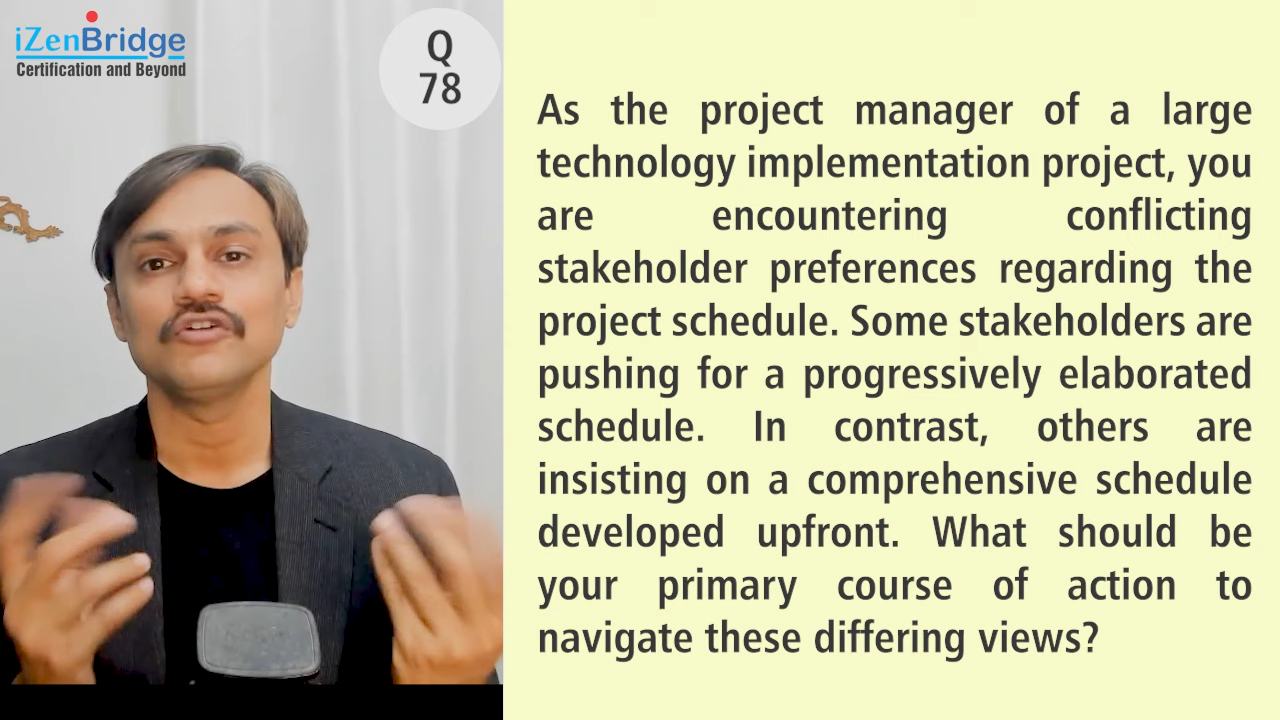 iZenBridge
Certification and Beyond
Q
78
As the project manager of a large
technology implementation project, you
are encountering conflicting
stakeholder preferences regarding the
project schedule. Some stakeholders are
pushing for a progressively elaborated
schedule. In contrast, others are
insisting on a comprehensive schedule
developed upfront. What should be
your primary course of action to
navigate these differing views?